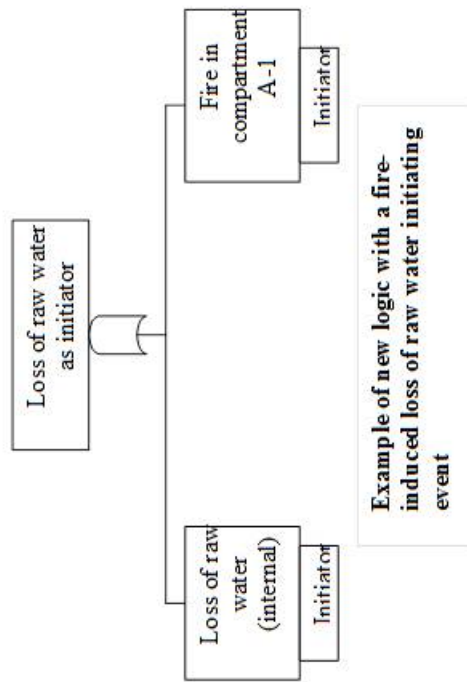 Loss of raw water
as initiator
Loss of raw
water
(internal)
Initiator
Fire in
compartment
A-1
Initiator
Example of new logic with a fire-
induced loss of raw water initiating
event